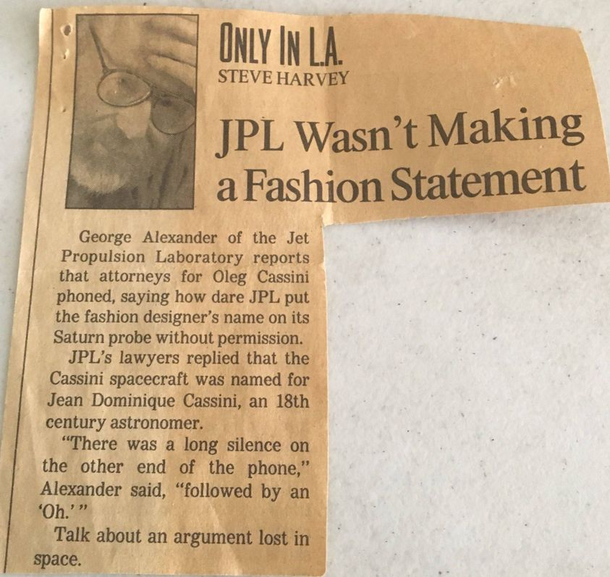 ONLY IN L.A.
STEVE HARVEY
JPL Wasn't Making
a Fashion Statement
George Alexander of the Jet
Propulsion Laboratory reports
that attorneys for Oleg Cassini
phoned, saying how dare JPL put
the fashion designer's name on its
Saturn probe without permission.
JPL's lawyers replied that the
Cassini spacecraft was named for
Jean Dominique Cassini, an 18th
century astronomer.
"There was a long silence on
the other end of the phone,"
Alexander said, "followed by an
'Oh.'"
Talk about an argument lost in
space.